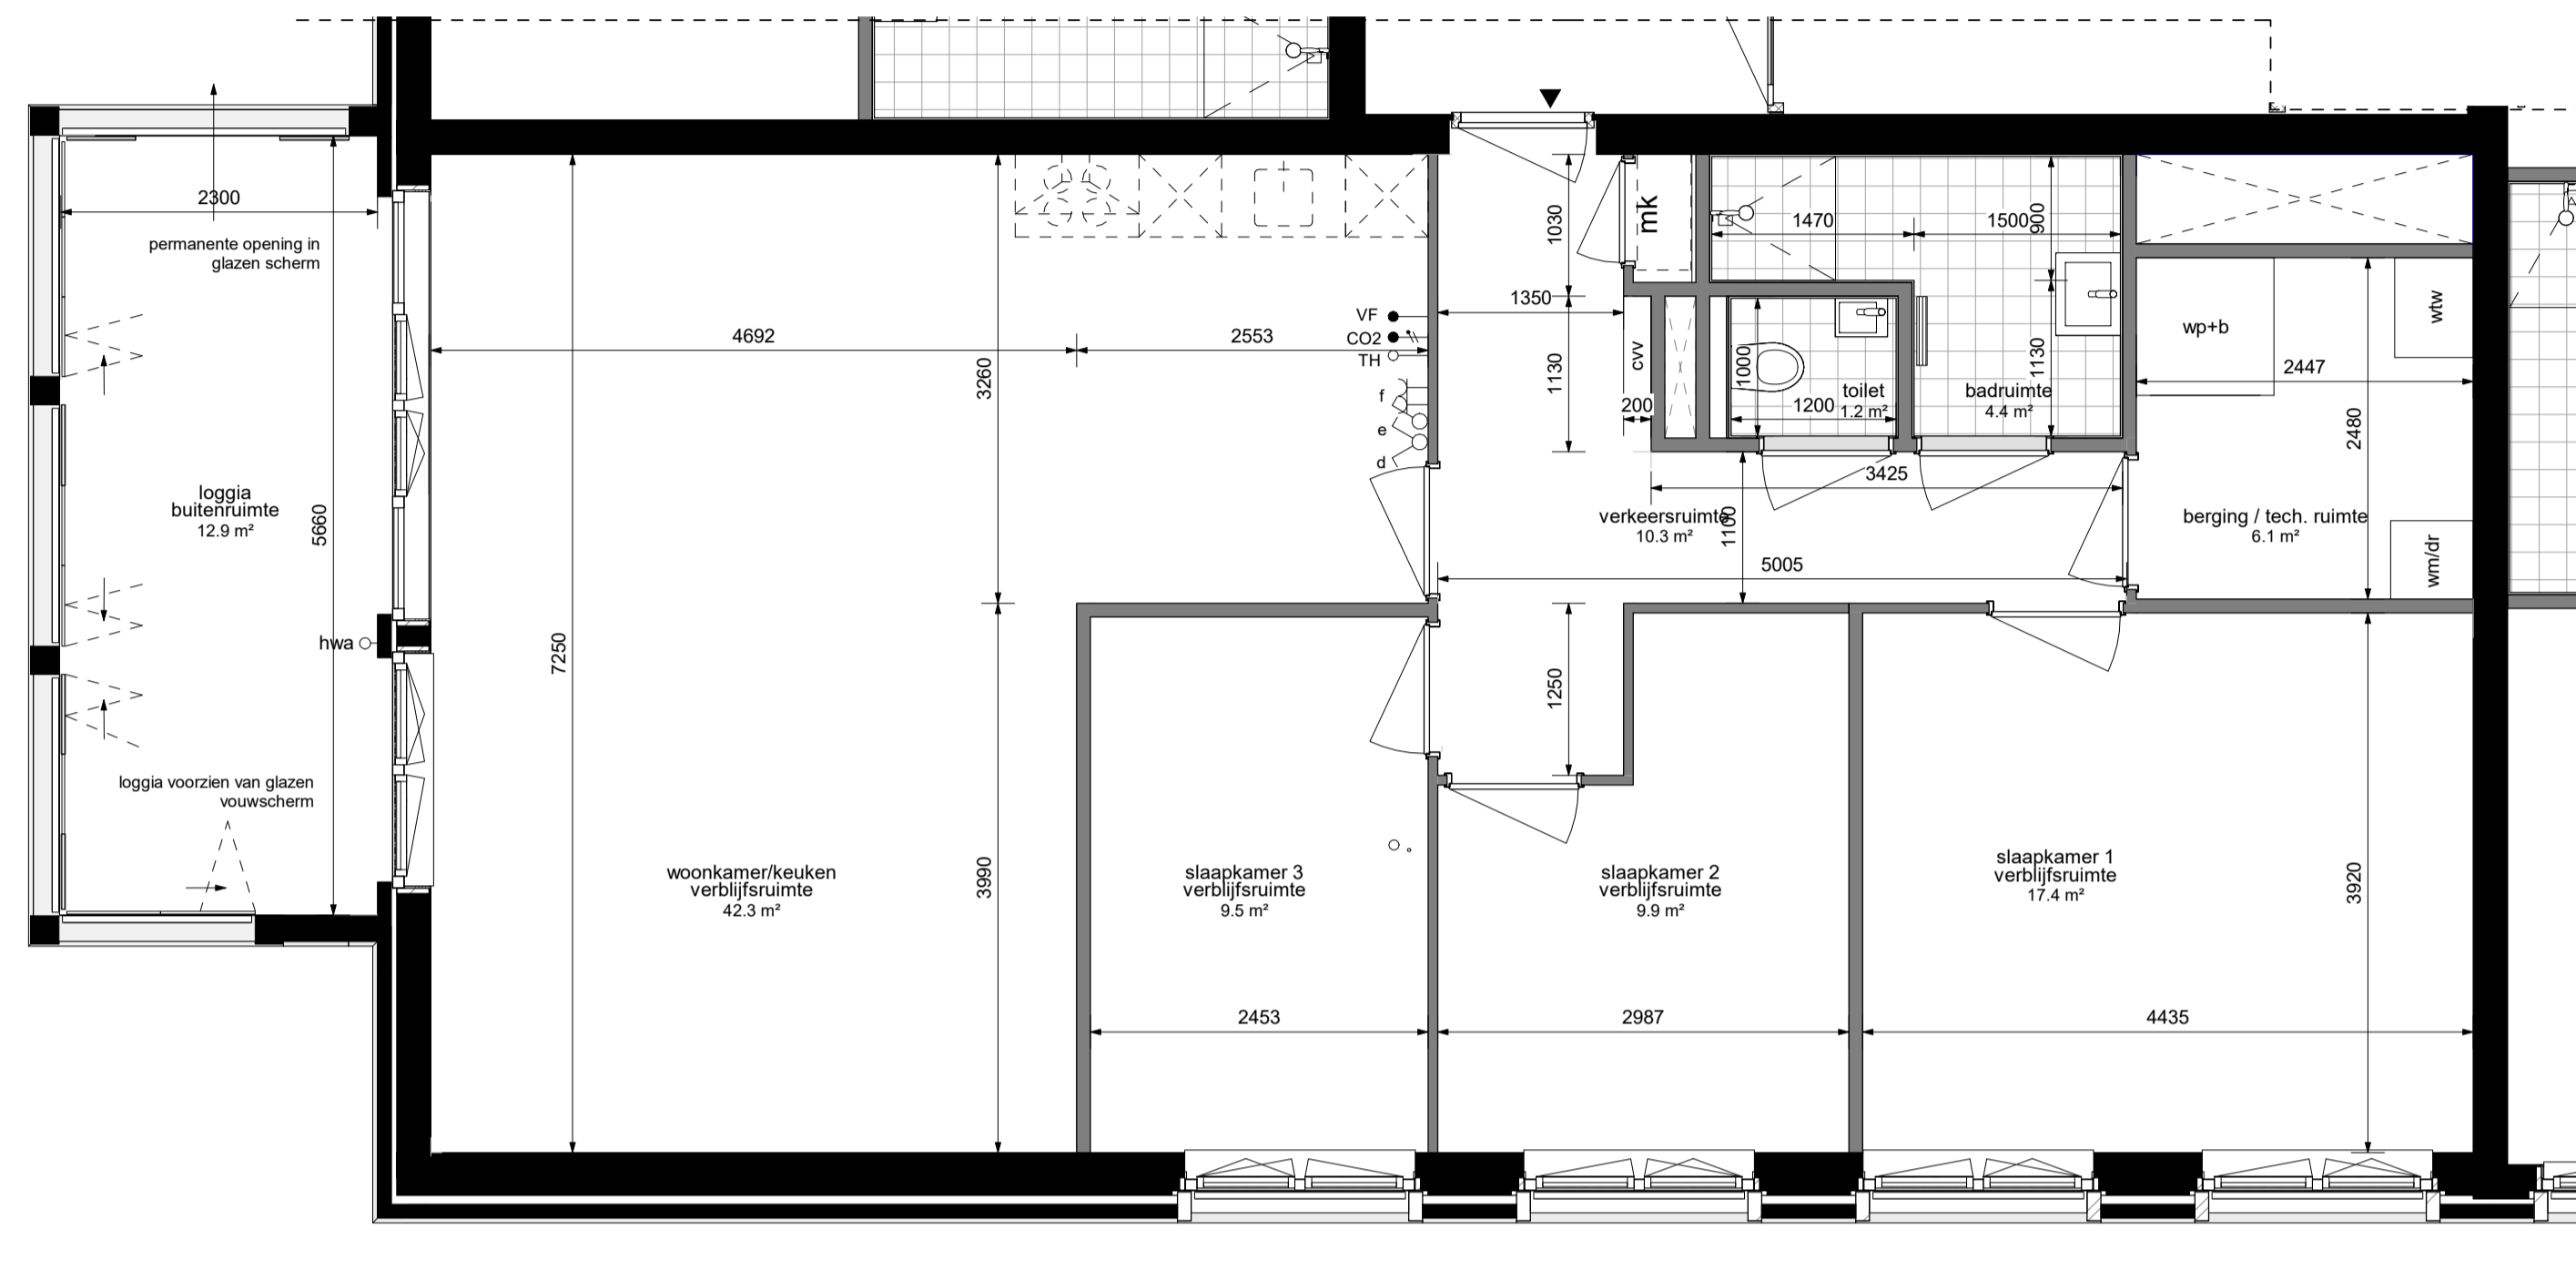 2300
permanente opening in
glazen scherm
loggia
buitenruimte
12.9 m²
5660
hwa
loggia voorzien van glazen
vouwscherm
4692
2553
3260
7250
3990
woonkamer/keuken
verblijfsruimte
42.3 m²
VF
CO2
TH
f
e
d
1030
mk
1350
1130
cvv
200
1470
1500
900
1000
1200
toilet
1.2 m²
1130
badruimte
4.4 m²
3425
verkeersruimte
10.3 m²
1100
5005
1250
wp+b
wtw
2447
2480
berging / tech. ruimte
6.1 m²
wm/dr
slaapkamer 3
verblijfsruimte
9.5 m²
2453
slaapkamer 2
verblijfsruimte
9.9 m²
2987
slaapkamer 1
verblijfsruimte
17.4 m²
3920
4435